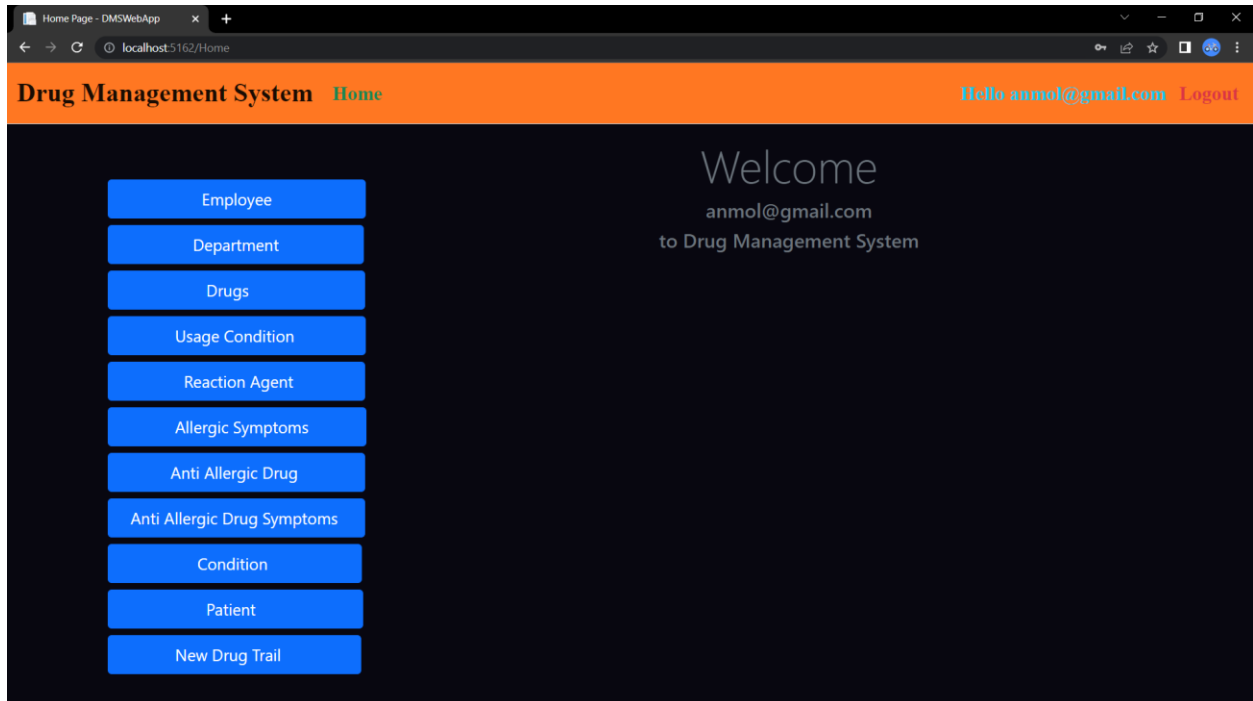 Home Page - DMSWebApp
localhost:5162/Home
Drug Management System Home Hello anmol@gmail.com Logout
Welcome
anmol@gmail.com
to Drug Management System
Employee
Department
Drugs
Usage Condition
Reaction Agent
Allergic Symptoms
Anti Allergic Drug
Anti Allergic Drug Symptoms
Condition
Patient
New Drug Trail